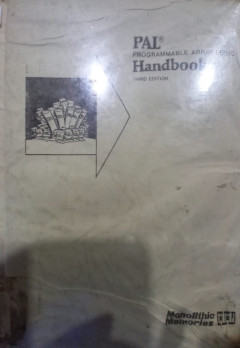 PAL®
PROGRAMMABLE ARRAY LOGIC
Handbook
THIRD EDITION
Monolithic
Memories